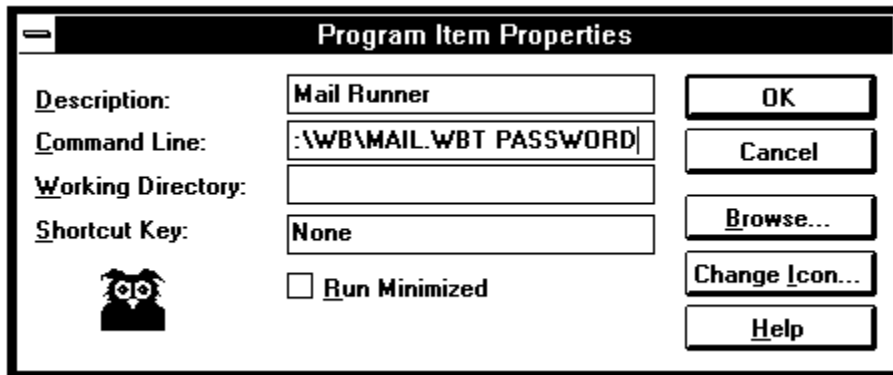 Program Item Properties
Description: Mail Runner
Command Line: :\WB\MAIL.WBT PASSWORD
Working Directory:
Shortcut Key: None
Run Minimized
OK
Cancel
Browse...
Change Icon...
Help